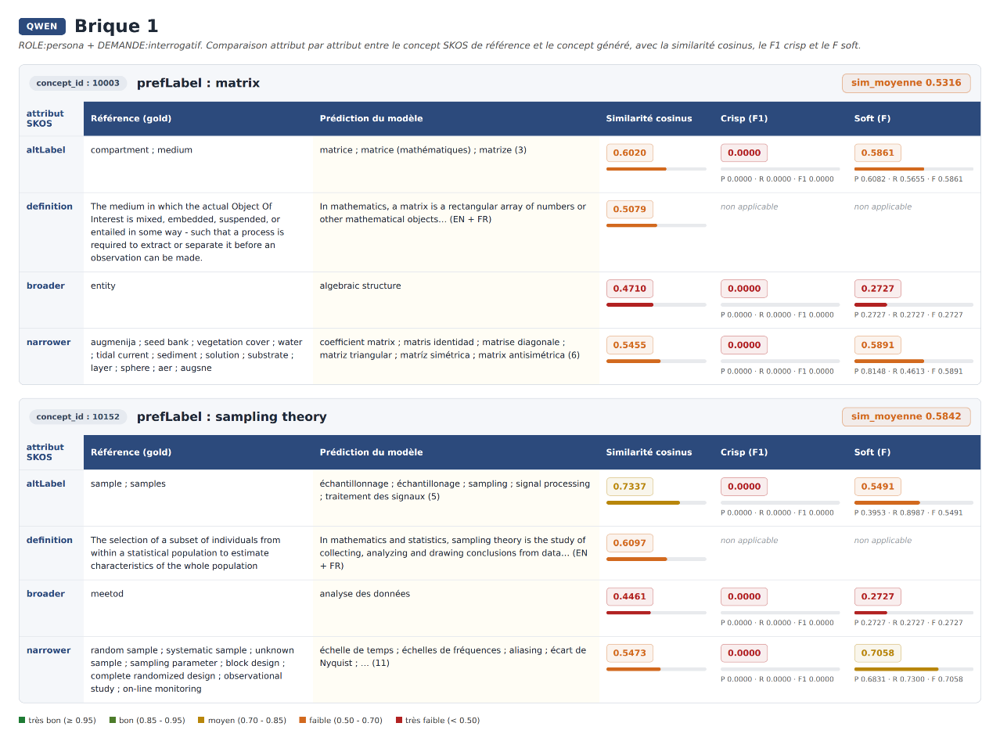 QWEN Brique 1
ROLE:persona + DEMANDE:interrogatif. Comparaison attribut par attribut entre le concept SKOS de référence et le concept généré, avec la similarité cosinus, le F1 crisp et le F soft.
concept_id : 10003 prefLabel : matrix sim_moyenne 0.5316
attribut
SKOS
Référence (gold) Prédiction du modèle Similarité cosinus Crisp (F1) Soft (F)
altLabel compartment ; medium matrice ; matrice (mathématiques) ; matrize (3) 0.6020 0.0000 0.5861
P 0.0000 · R 0.0000 · F1 0.0000 P 0.6082 · R 0.5655 · F 0.5861
definition The medium in which the actual Object Of In mathematics, a matrix is a rectangular array of numbers or 0.5079 non applicable non applicable
Interest is mixed, embedded, suspended, or other mathematical objects… (EN + FR)
entailed in some way - such that a process is
required to extract or separate it before an
observation can be made.
broader entity algebraic structure 0.4710 0.0000 0.2727
P 0.0000 · R 0.0000 · F1 0.0000 P 0.2727 · R 0.2727 · F 0.2727
narrower augmenija ; seed bank ; vegetation cover ; water coefficient matrix ; matris identidad ; matrise diagonale ; 0.5455 0.0000 0.5891
; tidal current ; sediment ; solution ; substrate ; matriz triangular ; matríz simétrica ; matrix antisimétrica (6)
layer ; sphere ; aer ; augsne P 0.0000 · R 0.0000 · F1 0.0000 P 0.8148 · R 0.4613 · F 0.5891
concept_id : 10152 prefLabel : sampling theory sim_moyenne 0.5842
attribut
SKOS
Référence (gold) Prédiction du modèle Similarité cosinus Crisp (F1) Soft (F)
altLabel sample ; samples échantillonnage ; échantillonage ; sampling ; signal processing 0.7337 0.0000 0.5491
; traitement des signaux (5)
P 0.0000 · R 0.0000 · F1 0.0000 P 0.3953 · R 0.8987 · F 0.5491
definition The selection of a subset of individuals from In mathematics and statistics, sampling theory is the study of 0.6097 non applicable non applicable
within a statistical population to estimate collecting, analyzing and drawing conclusions from data… (EN
characteristics of the whole population + FR)
broader meetod analyse des données 0.4461 0.0000 0.2727
P 0.0000 · R 0.0000 · F1 0.0000 P 0.2727 · R 0.2727 · F 0.2727
narrower random sample ; systematic sample ; unknown échelle de temps ; échelles de fréquences ; aliasing ; écart de 0.5473 0.0000 0.7058
sample ; sampling parameter ; block design ; Nyquist ; … (11)
complete randomized design ; observational P 0.0000 · R 0.0000 · F1 0.0000 P 0.6831 · R 0.7300 · F 0.7058
study ; on-line monitoring
très bon (≥ 0.95) bon (0.85 - 0.95) moyen (0.70 - 0.85) faible (0.50 - 0.70) très faible (< 0.50)